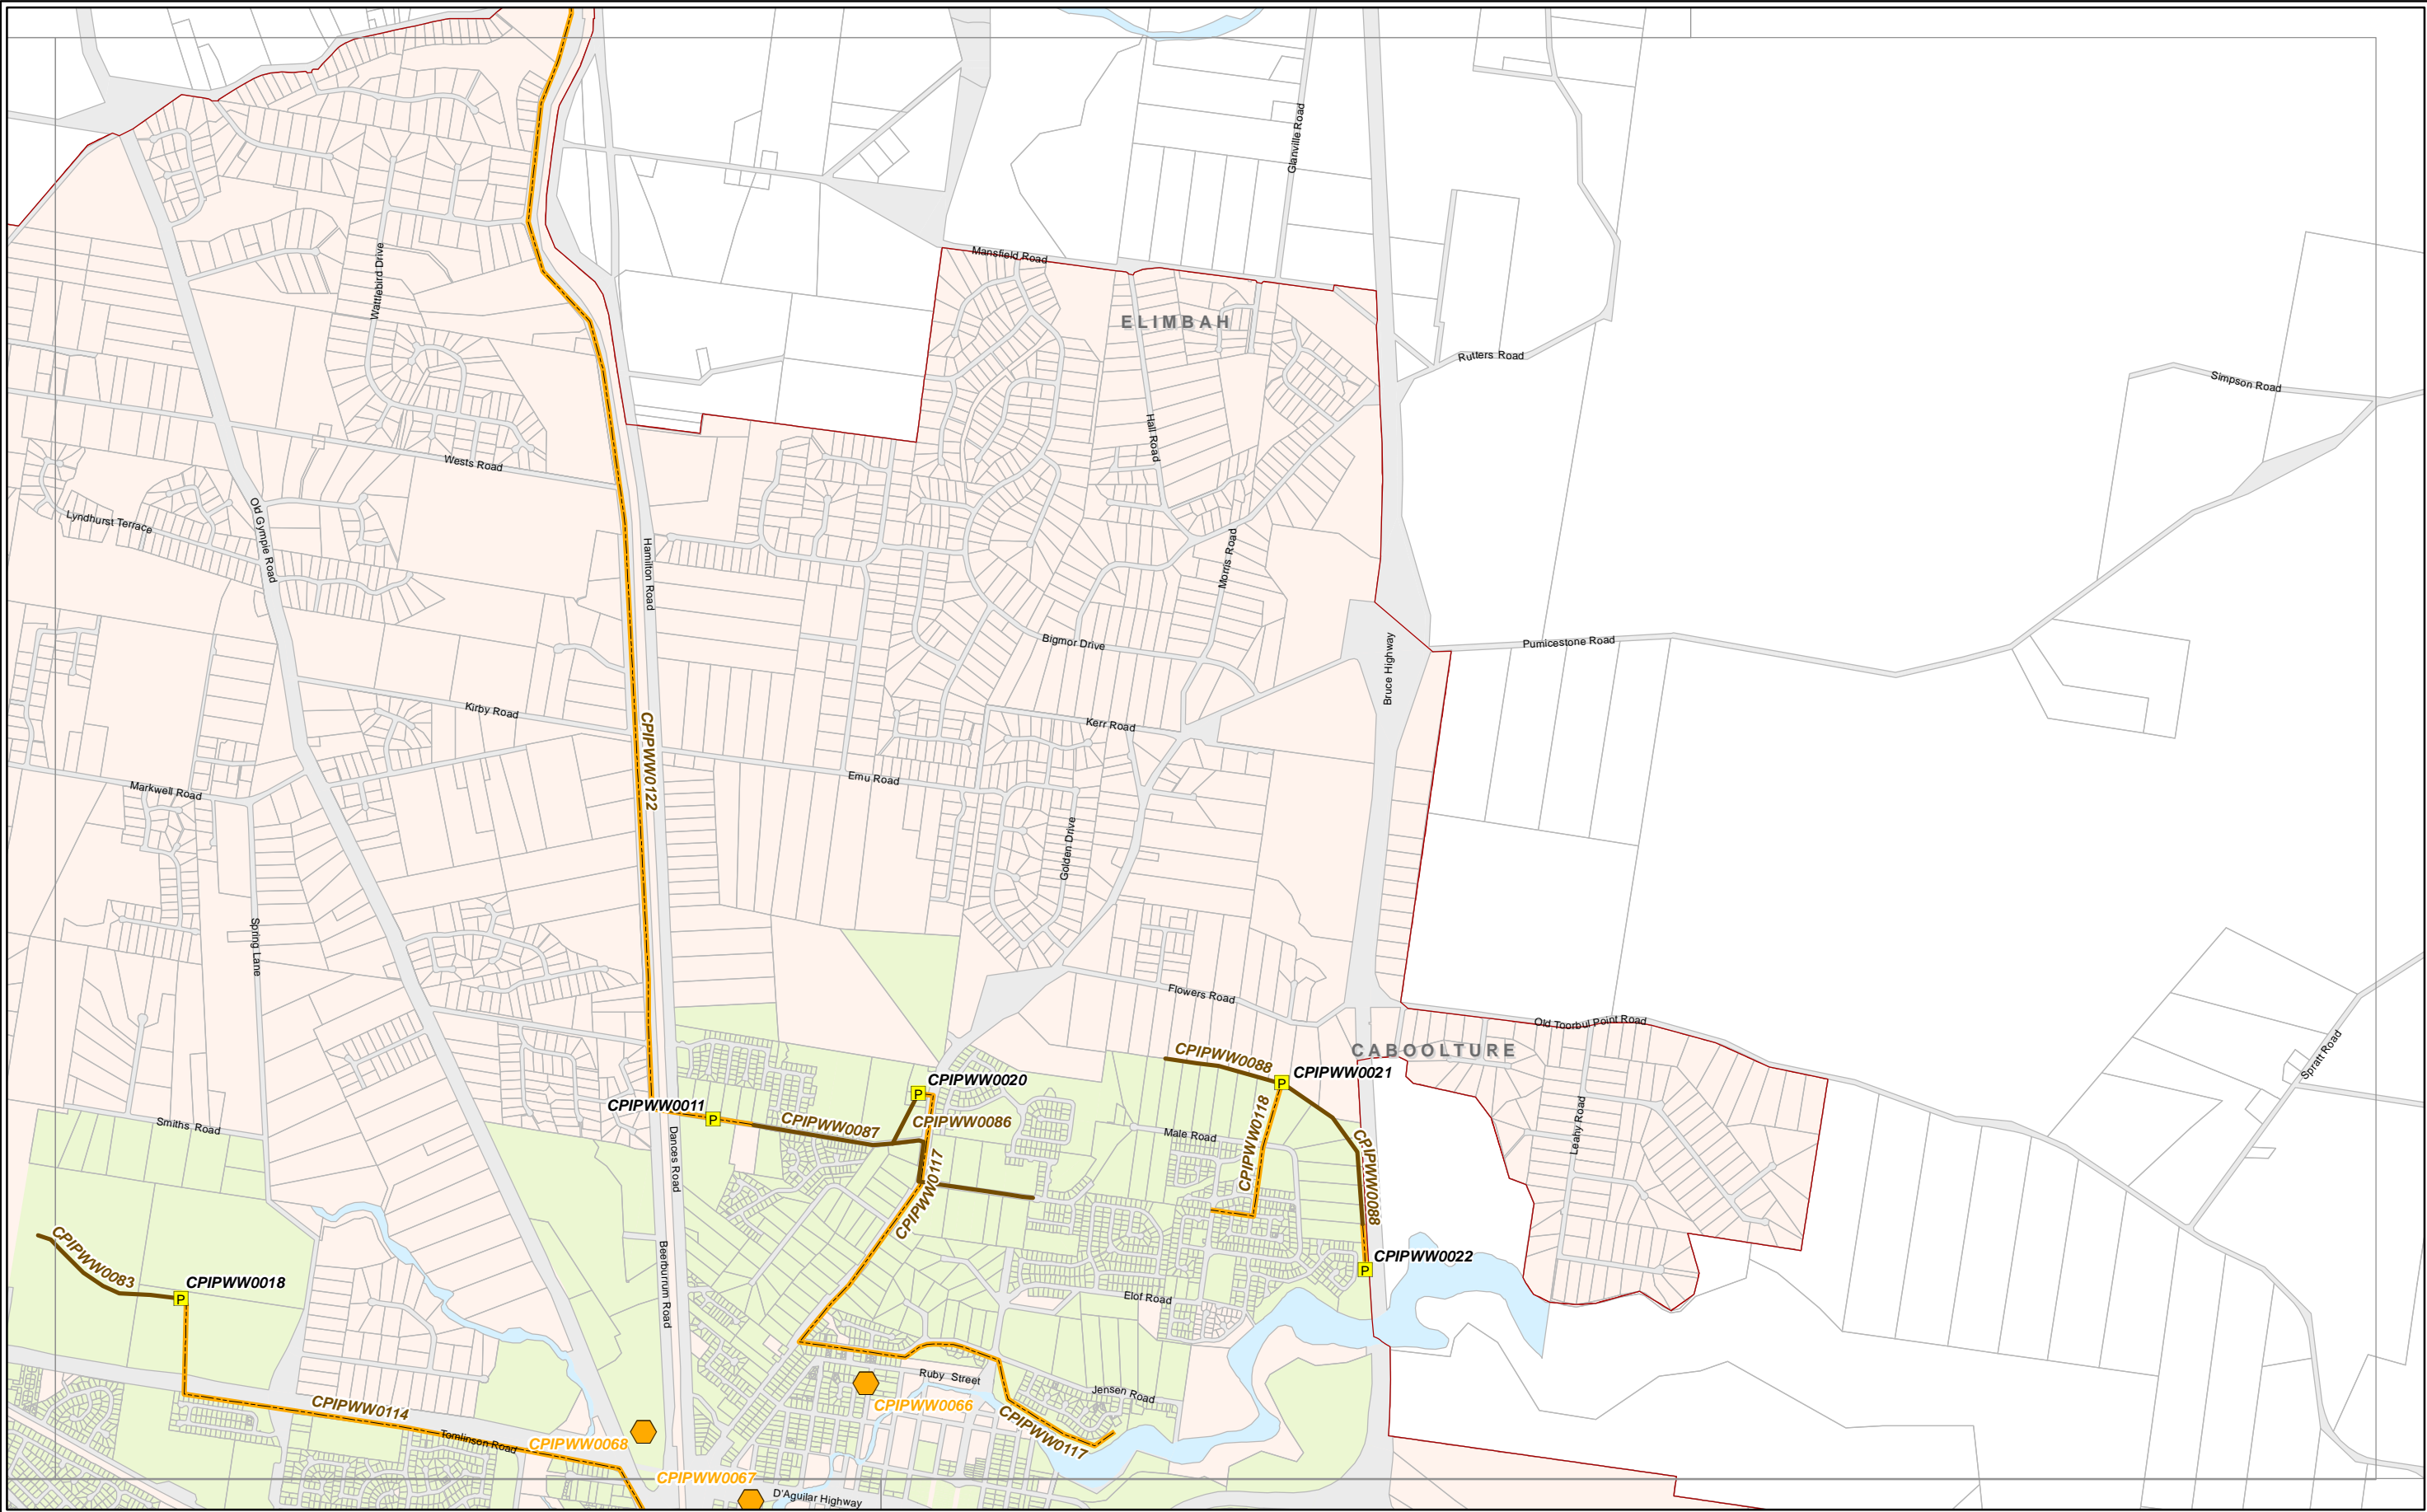 Glanville Road
Mansfield Road
Wattlebird Drive
ELIMBAH
Rutters Road
Simpson Road
Hall Road
Wests Road
Old Gympie Road
Lyndhurst Terrace
Hamilton Road
Morris Road
Bigmor Drive
Bruce Highway
Pumicestone Road
Kirby Road
CPIPWW0122
Kerr Road
Emu Road
Markwell Road
Golden Drive
Spring Lane
Flowers Road
Old Toorbul Point Road
CABOOLTURE
Spratt Road
CPIPWW0088
P
CPIPWW0021
P
CPIPWW0020
CPIPWW0011
P
CPIPWW0087
CPIPWW0086
CPIPWW0118
Leahy Road
Smiths Road
Dances Road
Male Road
CPIPWW0117
CPIPWW0088
CPIPWW0083
CPIPWW0018
P
Beerburrum Road
CPIPWW0022
P
Elof Road
Ruby Street
Jensen Road
CPIPWW0066
CPIPWW0114
CPIPWW0117
Tomlinson Road
CPIPWW0068
CPIPWW0067
D'Aguilar Highway